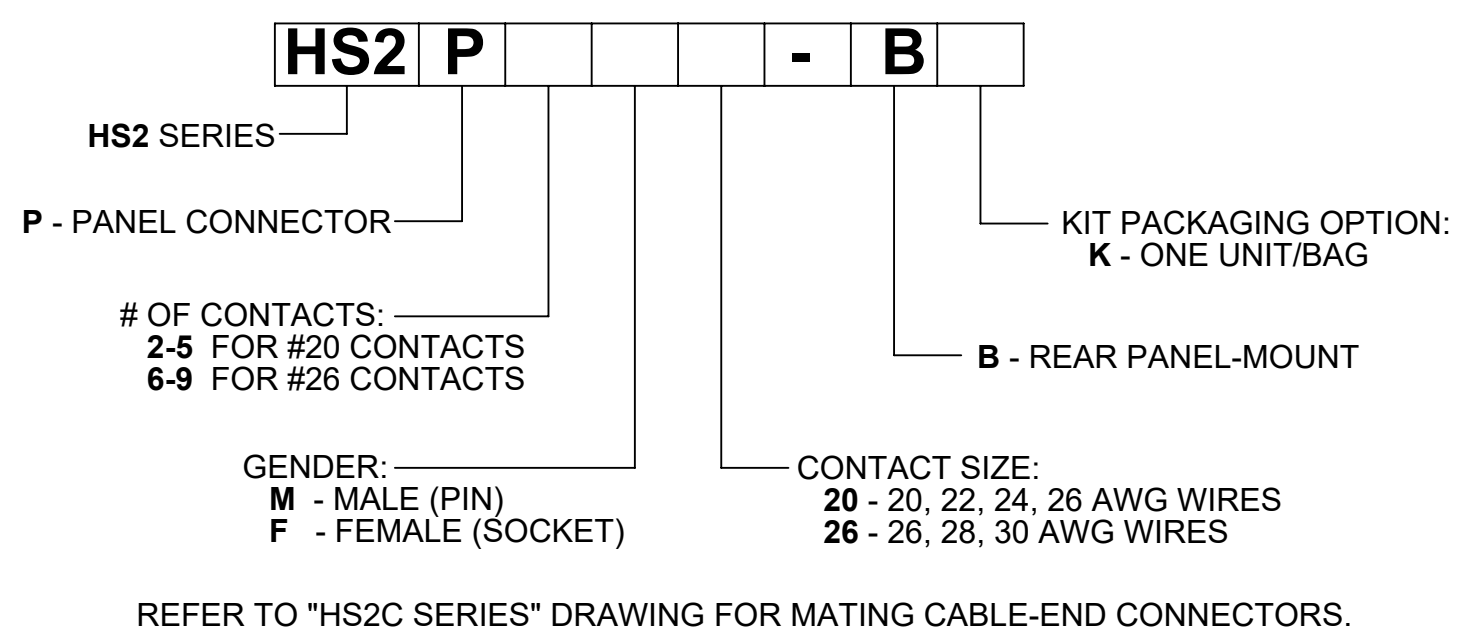 HS2 P - B
HS2 SERIES
P - PANEL CONNECTOR
KIT PACKAGING OPTION:
K - ONE UNIT/BAG
# OF CONTACTS:
2-5 FOR #20 CONTACTS
6-9 FOR #26 CONTACTS
B - REAR PANEL-MOUNT
GENDER:
M - MALE (PIN)
F - FEMALE (SOCKET)
CONTACT SIZE:
20 - 20, 22, 24, 26 AWG WIRES
26 - 26, 28, 30 AWG WIRES
REFER TO "HS2C SERIES" DRAWING FOR MATING CABLE-END CONNECTORS.